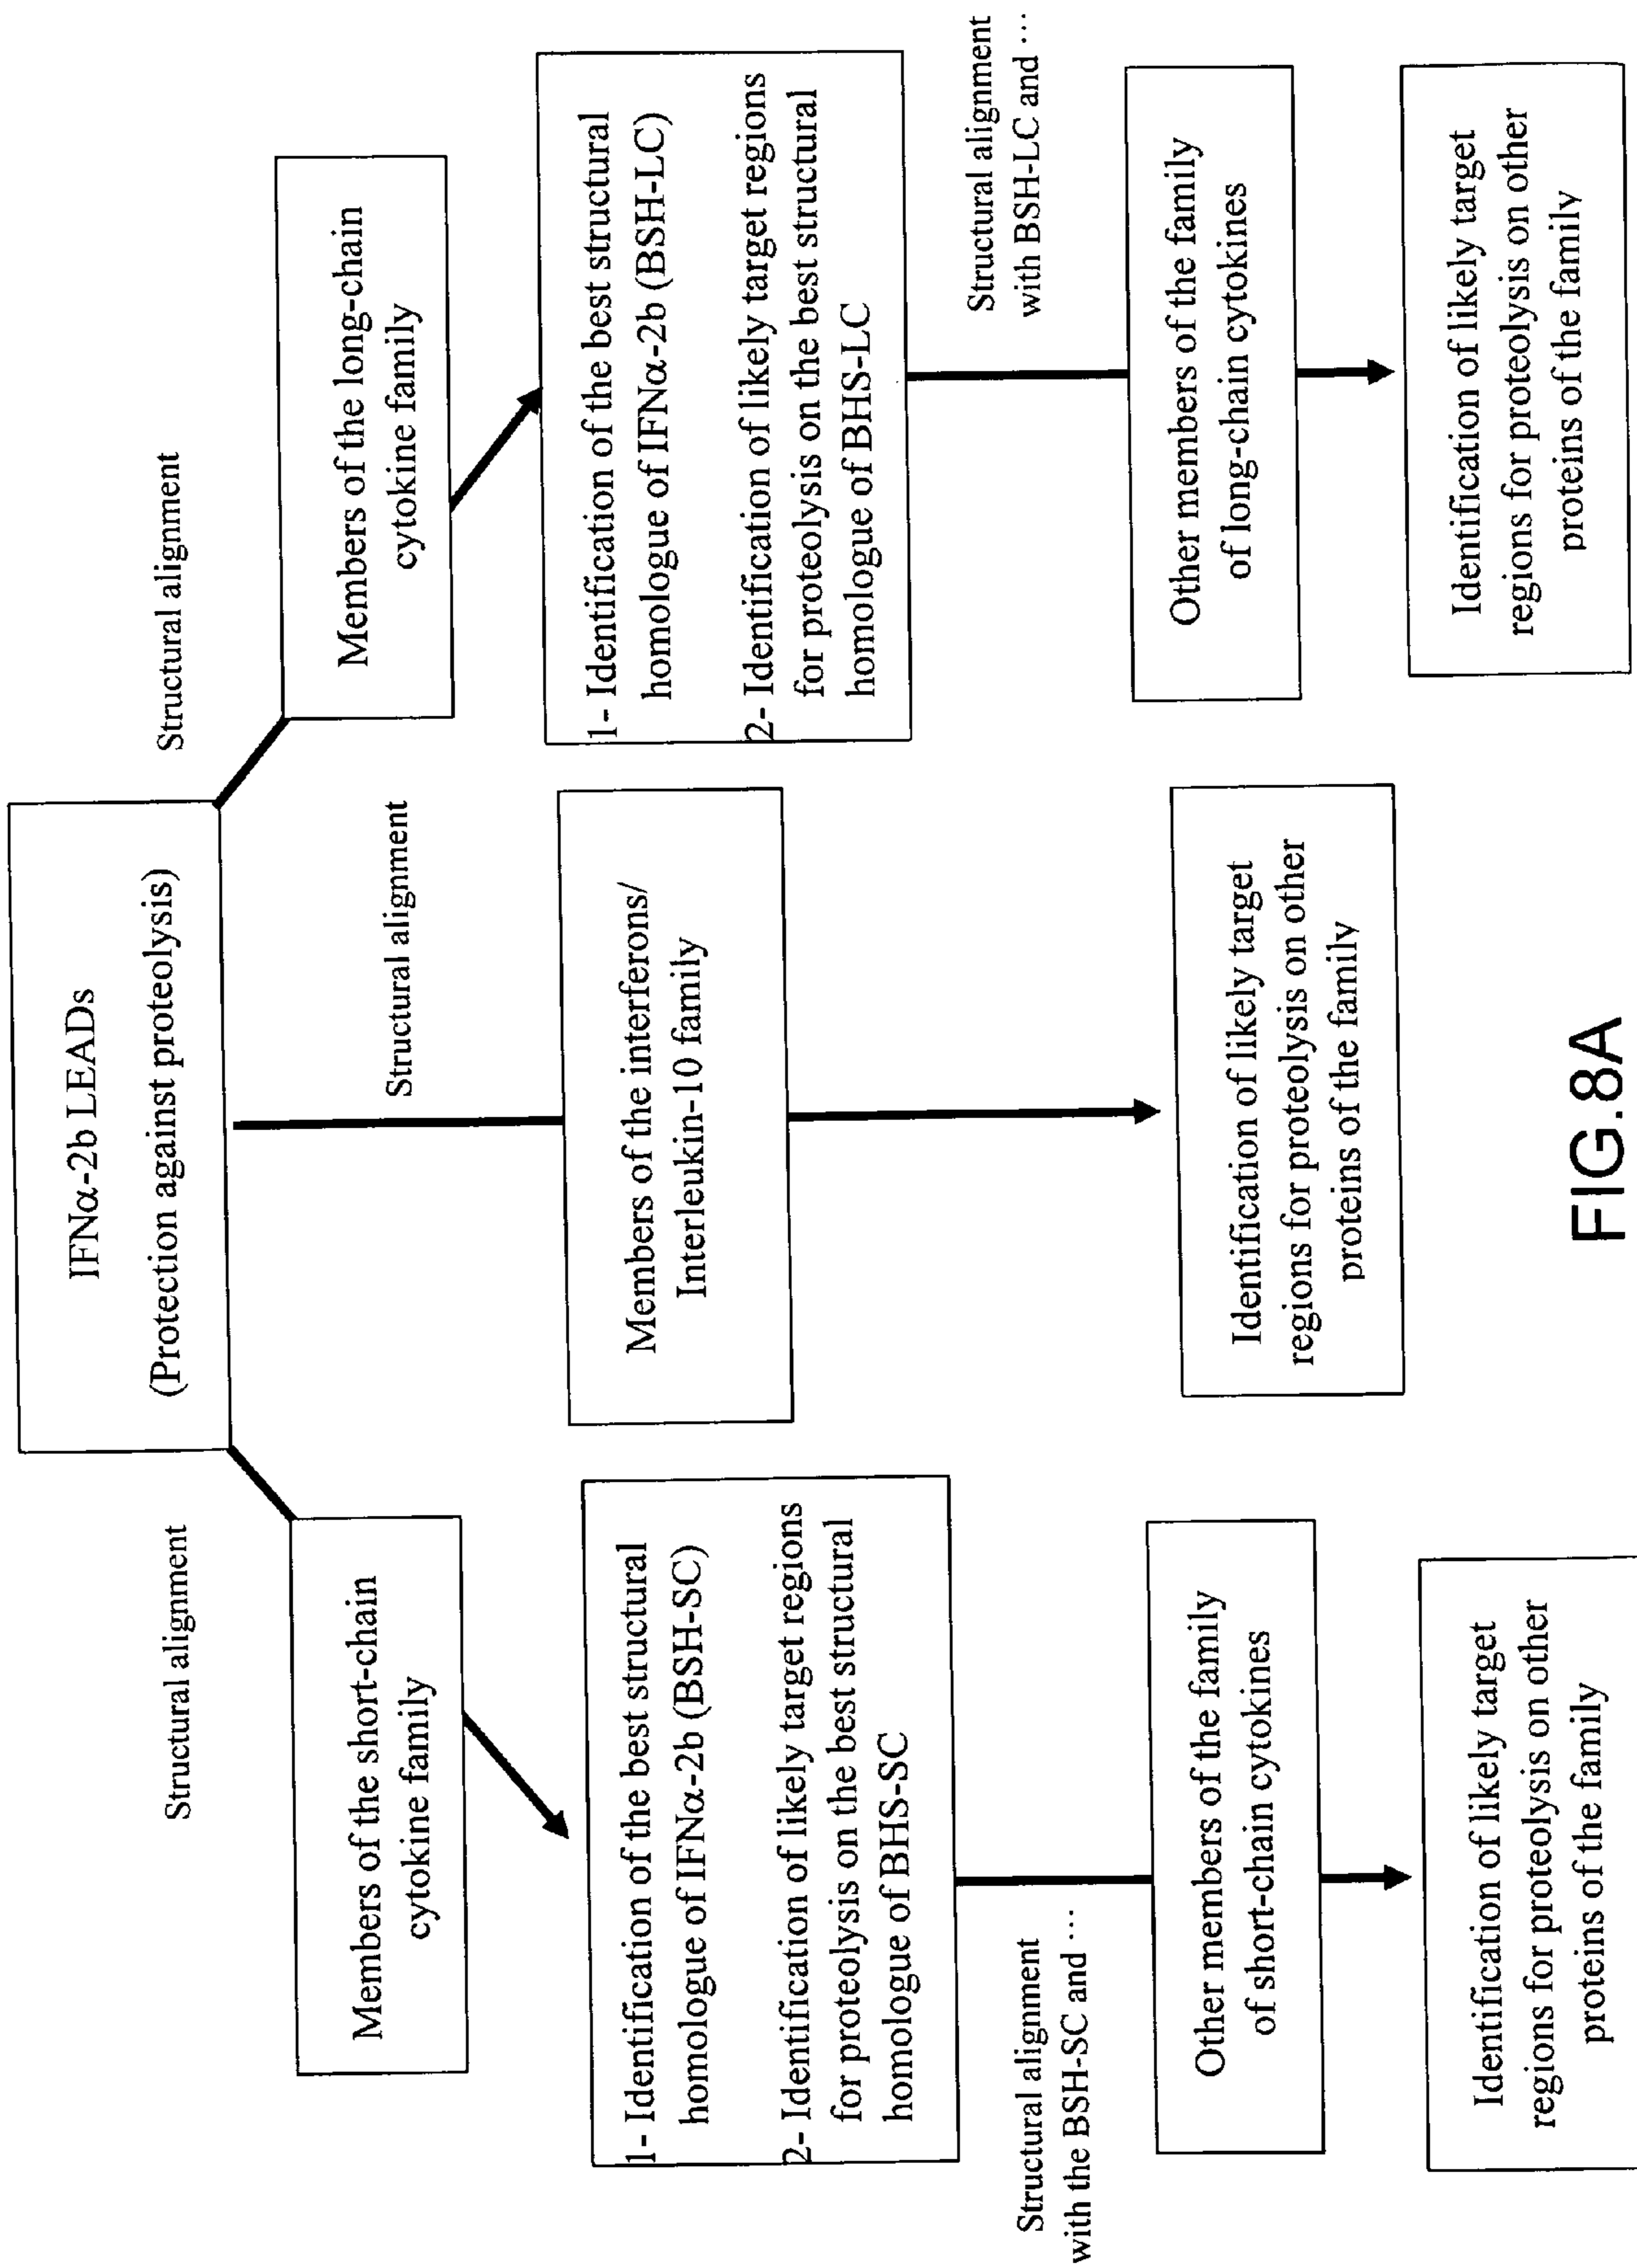 IFNα-2b LEADs
(Protection against proteolysis)
Structural alignment
Members of the short-chain
cytokine family
1- Identification of the best structural
homologue of IFNα-2b (BSH-SC)
2- Identification of likely target regions
for proteolysis on the best structural
homologue of BHS-SC
Structural alignment
with the BSH-SC and ···
Other members of the family
of short-chain cytokines
Identification of likely target
regions for proteolysis on other
proteins of the family
Structural alignment
Members of the interferons/
Interleukin-10 family
Identification of likely target
regions for proteolysis on other
proteins of the family
Structural alignment
Members of the long-chain
cytokine family
1- Identification of the best structural
homologue of IFNα-2b (BSH-LC)
2- Identification of likely target regions
for proteolysis on the best structural
homologue of BHS-LC
Structural alignment
with BSH-LC and ···
Other members of the family
of long-chain cytokines
Identification of likely target
regions for proteolysis on other
proteins of the family
FIG.8A